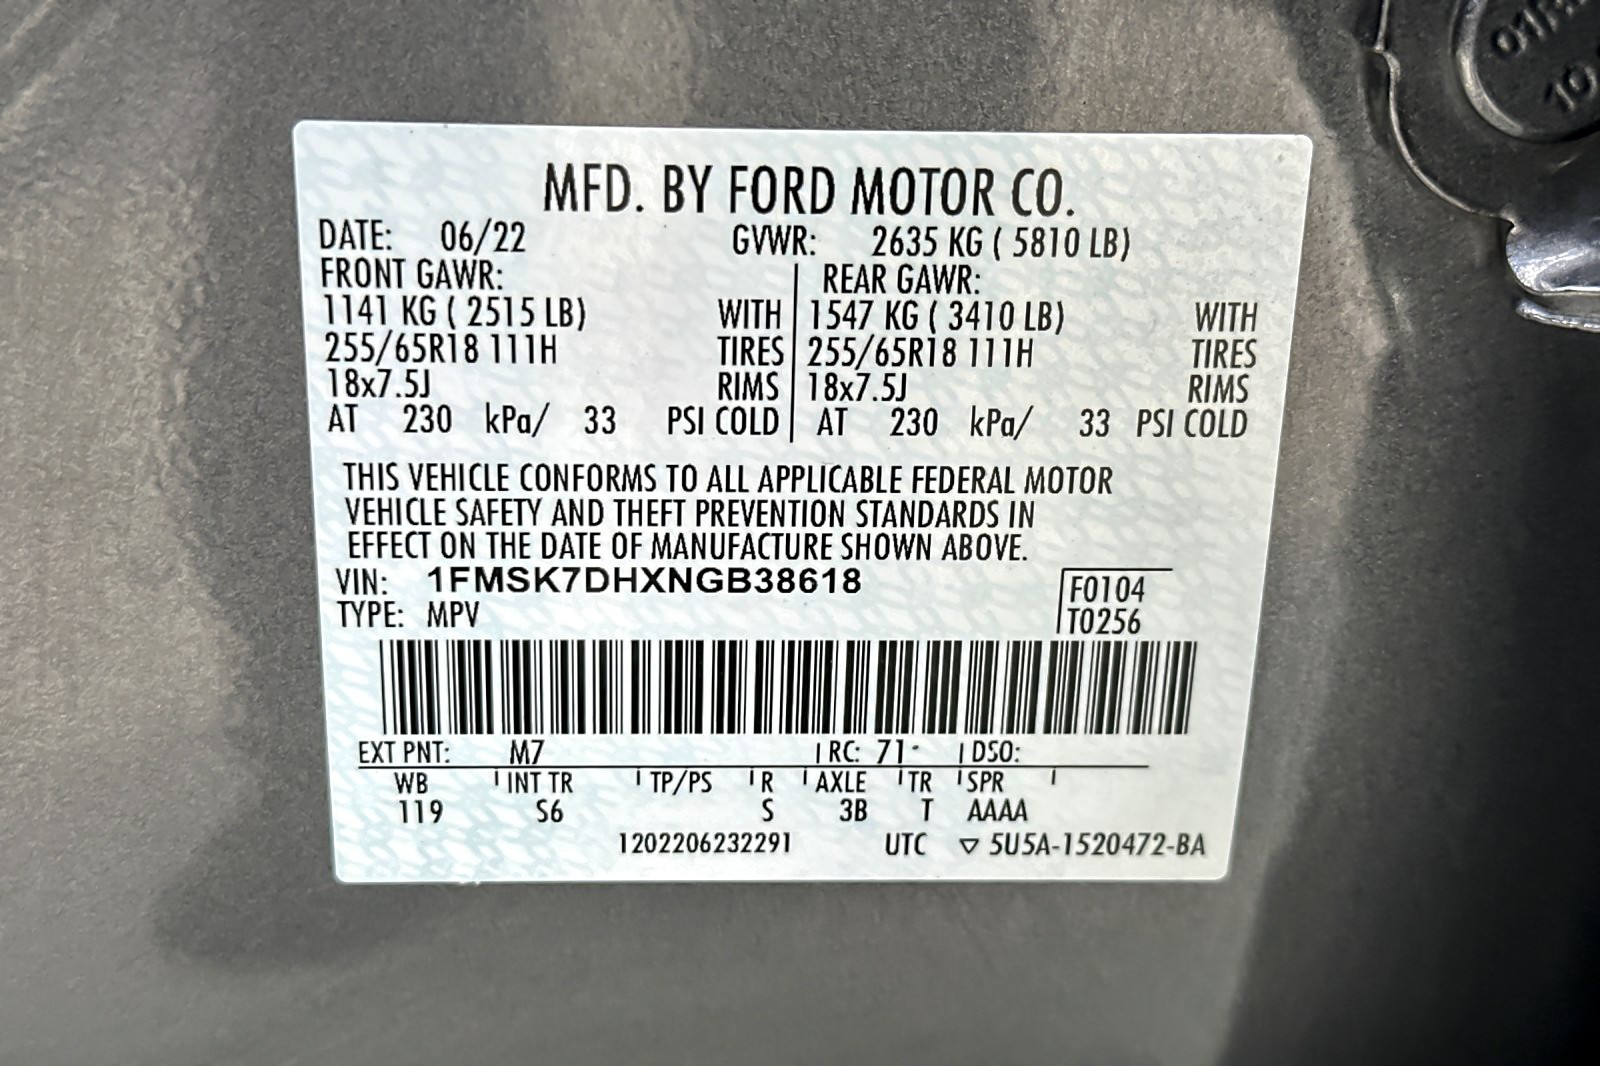 MFD. BY FORD MOTOR CO.
DATE: 06/22 GVWR: 2635 KG ( 5810 LB)
FRONT GAWR: REAR GAWR:
1141 KG ( 2515 LB) WITH 1547 KG ( 3410 LB) WITH
255/65R18 111H TIRES 255/65R18 111H TIRES
18x7.5J RIMS 18x7.5J RIMS
AT 230 kPa/ 33 PSI COLD AT 230 kPa/ 33 PSI COLD
THIS VEHICLE CONFORMS TO ALL APPLICABLE FEDERAL MOTOR
VEHICLE SAFETY AND THEFT PREVENTION STANDARDS IN
EFFECT ON THE DATE OF MANUFACTURE SHOWN ABOVE.
VIN: 1FMSK7DHXNGB38618 F0104
TYPE: MPV T0256
EXT PNT: M7 RC: 71 DSO:
WB INT TR TP/PS R AXLE TR SPR
119 S6 S 3B T AAAA
1202206232291 UTC ▽ 5U5A-1520472-BA